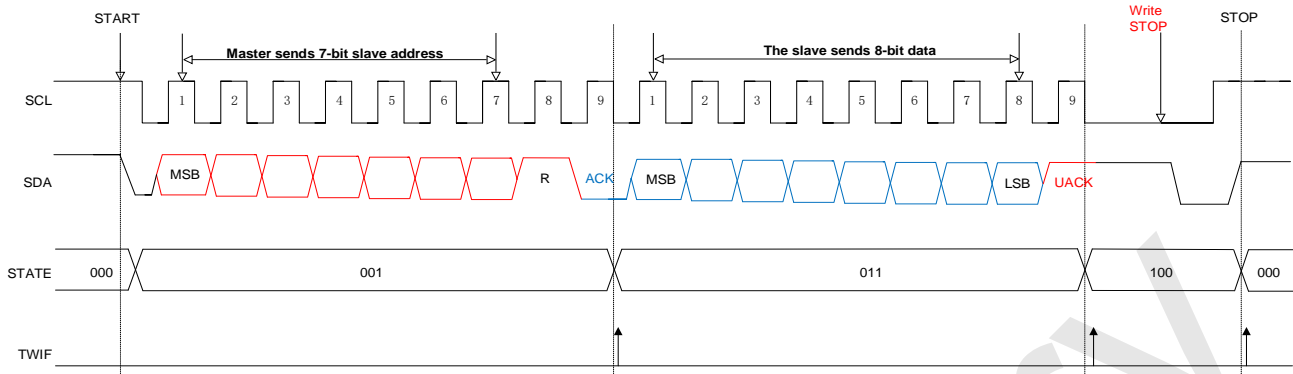 START
Write
STOP
STOP
Master sends 7-bit slave address
The slave sends 8-bit data
SCL
1 2 3 4 5 6 7 8 9 1 2 3 4 5 6 7 8 9
SDA
MSB R ACK MSB LSB UACK
STATE
000 001 011 100 000
TWIF